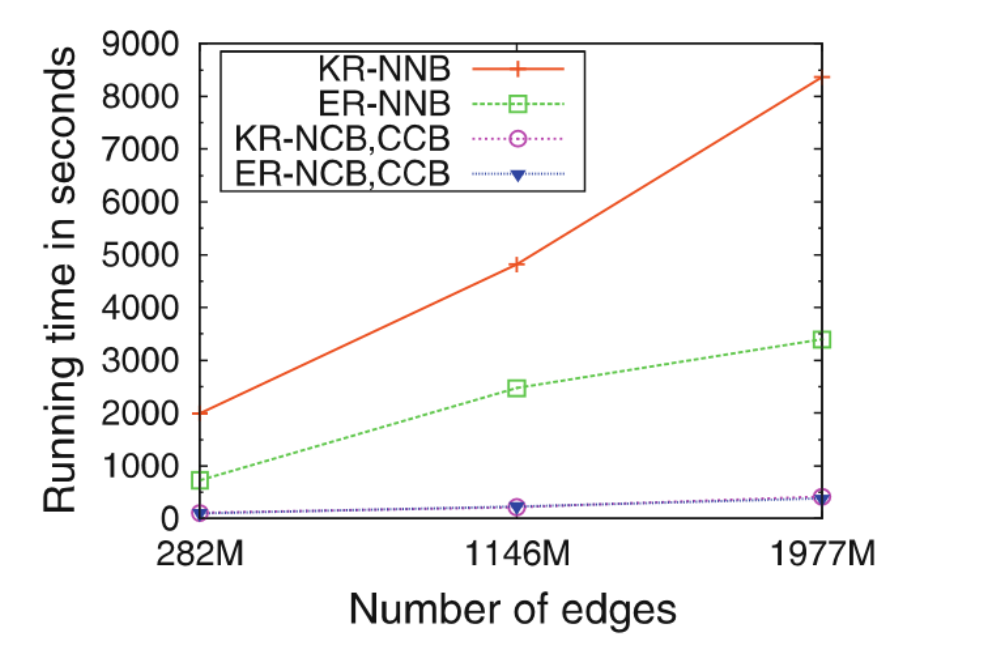 Running time in seconds
9000
8000
7000
6000
5000
4000
3000
2000
1000
0
KR-NNB
ER-NNB
KR-NCB,CCB
ER-NCB,CCB
282M 1146M 1977M
Number of edges